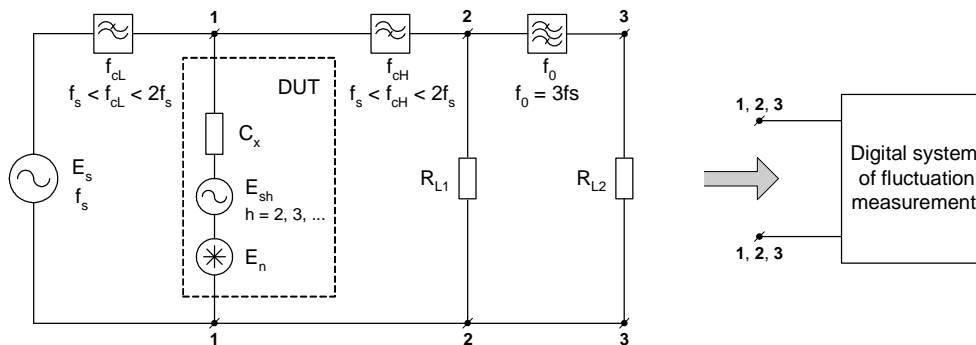 1
2
3
f_cL
f_s < f_cL < 2f_s
DUT
f_cH
f_s < f_cH < 2f_s
f_0
f_0 = 3fs
C_x
E_s
f_s
E_sh
h = 2, 3, ...
E_n
R_L1
R_L2
1
2
3
1, 2, 3
1, 2, 3
Digital system
of fluctuation
measurement